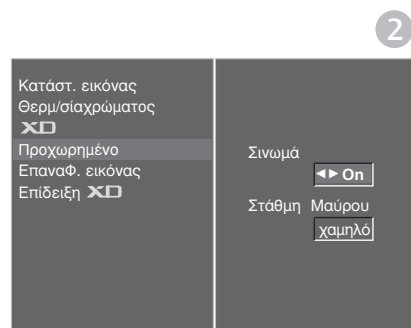 2
Κατάστ. εικόνας
Θερμ/σίαχρώματος
XD
Προχωρημένο
ΕπαναΦ. εικόνας
Επίδειξη XD
Σινωμά
◄► On
Στάθμη Μαύρου
χαμηλό